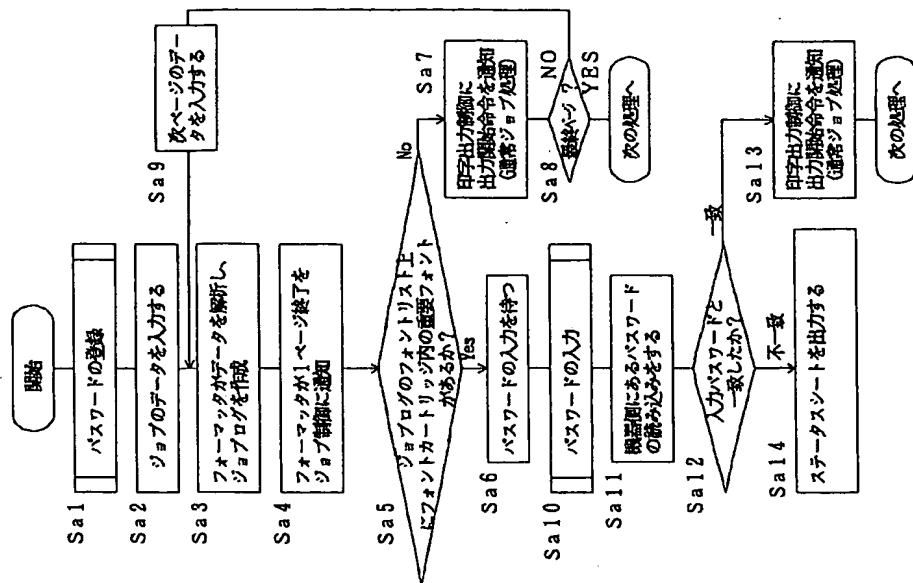 開始
Sa1
パスワードの登録
Sa2
ジョブのデータを入力する
Sa9
次ページのデー
タを入力する
Sa3
フォーマッタがデータを解析し、
ジョブログを作成
Sa4
フォーマッタが1ページ終了を
ジョブ制御に通知
Sa5
ジョブログのフォントリスト上
にフォントカートリッジ内の重要フォント
があるか?
No
Yes
Sa7
印字出力制御に
出力開始命令を通知
(通常ジョブ処理)
Sa8
最終ページ?
NO
YES
次の処理へ
Sa6
パスワードの入力を待つ
Sa10
パスワードの入力
Sa11
機器側にあるパスワード
の読み込みをする
Sa12
入力パスワードと
一致したか?
一致
不一致
Sa13
印字出力制御に
出力開始命令を通知
(通常ジョブ処理)
次の処理へ
Sa14
ステータスシートを出力する